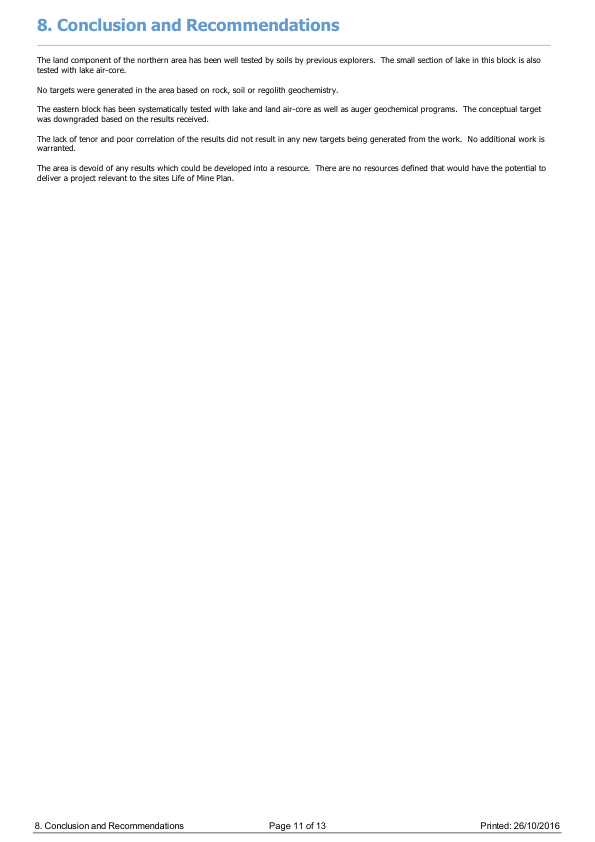 8. Conclusion and Recommendations
The land component of the northern area has been well tested by soils by previous explorers.  The small section of lake in this block is also
tested with lake air-core.
No targets were generated in the area based on rock, soil or regolith geochemistry.
The eastern block has been systematically tested with lake and land air-core as well as auger geochemical programs.  The conceptual target
was downgraded based on the results received.
The lack of tenor and poor correlation of the results did not result in any new targets being generated from the work.  No additional work is
warranted.
The area is devoid of any results which could be developed into a resource.  There are no resources defined that would have the potential to
deliver a project relevant to the sites Life of Mine Plan.
8. Conclusion and Recommendations Page 11 of 13 Printed: 26/10/2016